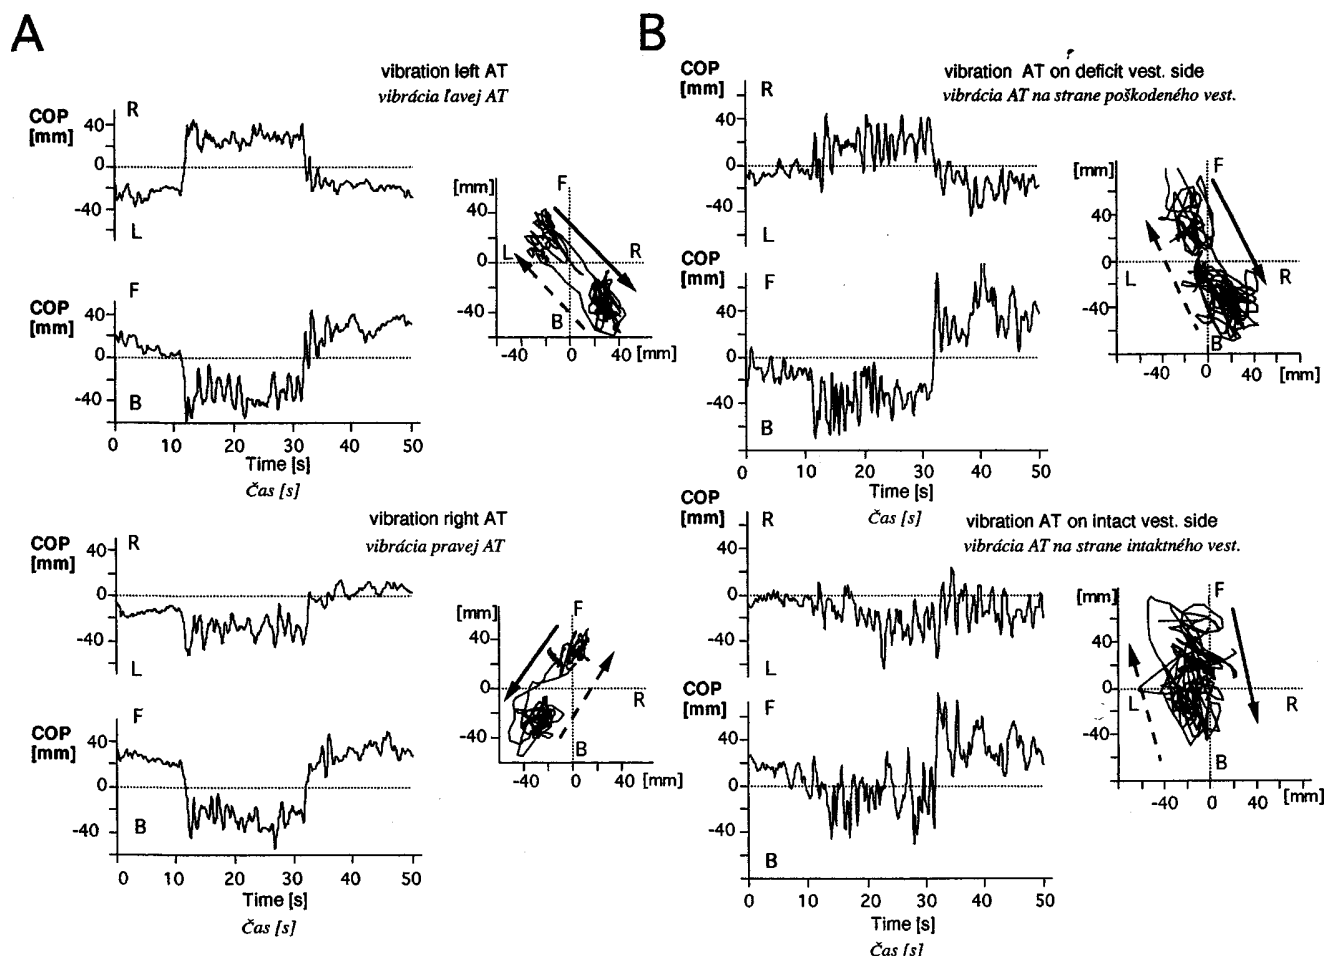 A
vibration left AT
vibrácia ľavej AT
COP
[mm]
R
40
0
-40
L
COP
[mm]
F
40
0
-40
B
0 10 20 30 40 50
Time [s]
Čas [s]
[mm]
F
40
L
R
0
-40
B
-40 0 40 [mm]
vibration right AT
vibrácia pravej AT
COP
[mm]
R
40
0
-40
L
COP
[mm]
F
40
0
-40
B
0 10 20 30 40 50
Time [s]
Čas [s]
[mm]
F
40
0
R
-40
B
-40 0 40 [mm]
B
vibration AT on deficit vest. side
vibrácia AT na strane poškodeného vest.
COP
[mm]
R
40
0
-40
L
COP
[mm]
F
40
0
-40
B
0 10 20 30 40 50
Time [s]
Čas [s]
[mm]
F
40
0
L
R
-40
B
-40 0 40 [mm]
vibration AT on intact vest. side
vibrácia AT na strane intaktného vest.
COP
[mm]
R
40
0
-40
L
COP
[mm]
F
40
0
-40
B
0 10 20 30 40 50
Time [s]
Čas [s]
[mm]
F
40
0
L
R
-40
B
-40 0 40 [mm]